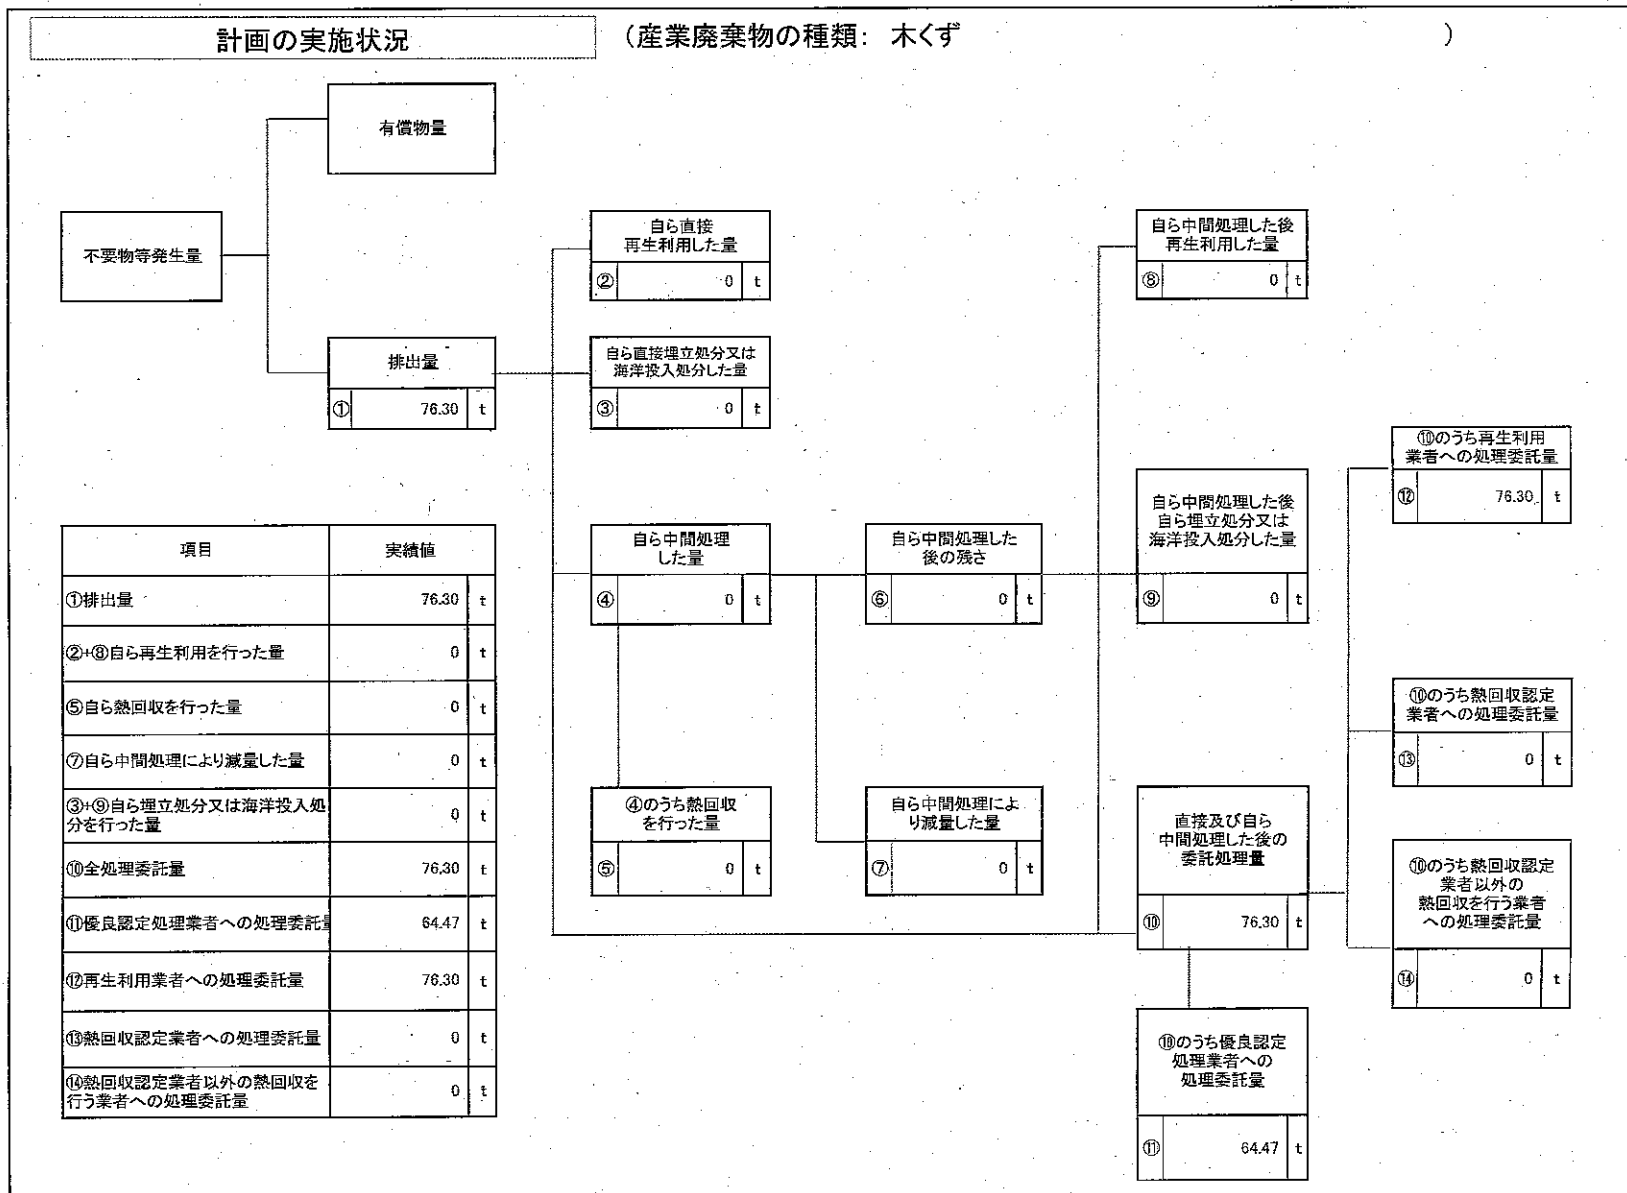 計画の実施状況
（産業廃棄物の種類： 木くず ）
有償物量
不要物等発生量
排出量
① 76.30 t
自ら直接
再生利用した量
② 0 t
自ら直接埋立処分又は
海洋投入処分した量
③ 0 t
自ら中間処理
した量
④ 0 t
④のうち熱回収
を行った量
⑤ 0 t
自ら中間処理した
後の残さ
⑥ 0 t
自ら中間処理によ
り減量した量
⑦ 0 t
自ら中間処理した後
再生利用した量
⑧ 0 t
自ら中間処理した後
自ら埋立処分又は
海洋投入処分した量
⑨ 0 t
直接及び自ら
中間処理した後の
委託処理量
⑩ 76.30 t
⑩のうち優良認定
処理業者への
処理委託量
⑪ 64.47 t
⑩のうち再生利用
業者への処理委託量
⑫ 76.30 t
⑩のうち熱回収認定
業者への処理委託量
⑬ 0 t
⑩のうち熱回収認定
業者以外の
熱回収を行う業者
への処理委託量
⑭ 0 t
項目 実績値
①排出量 76.30 t
②+⑧自ら再生利用を行った量 0 t
⑤自ら熱回収を行った量 0 t
⑦自ら中間処理により減量した量 0 t
③+⑨自ら埋立処分又は海洋投入処
分を行った量 0 t
⑩全処理委託量 76.30 t
⑪優良認定処理業者への処理委託量 64.47 t
⑫再生利用業者への処理委託量 76.30 t
⑬熱回収認定業者への処理委託量 0 t
⑭熱回収認定業者以外の熱回収を
行う業者への処理委託量 0 t